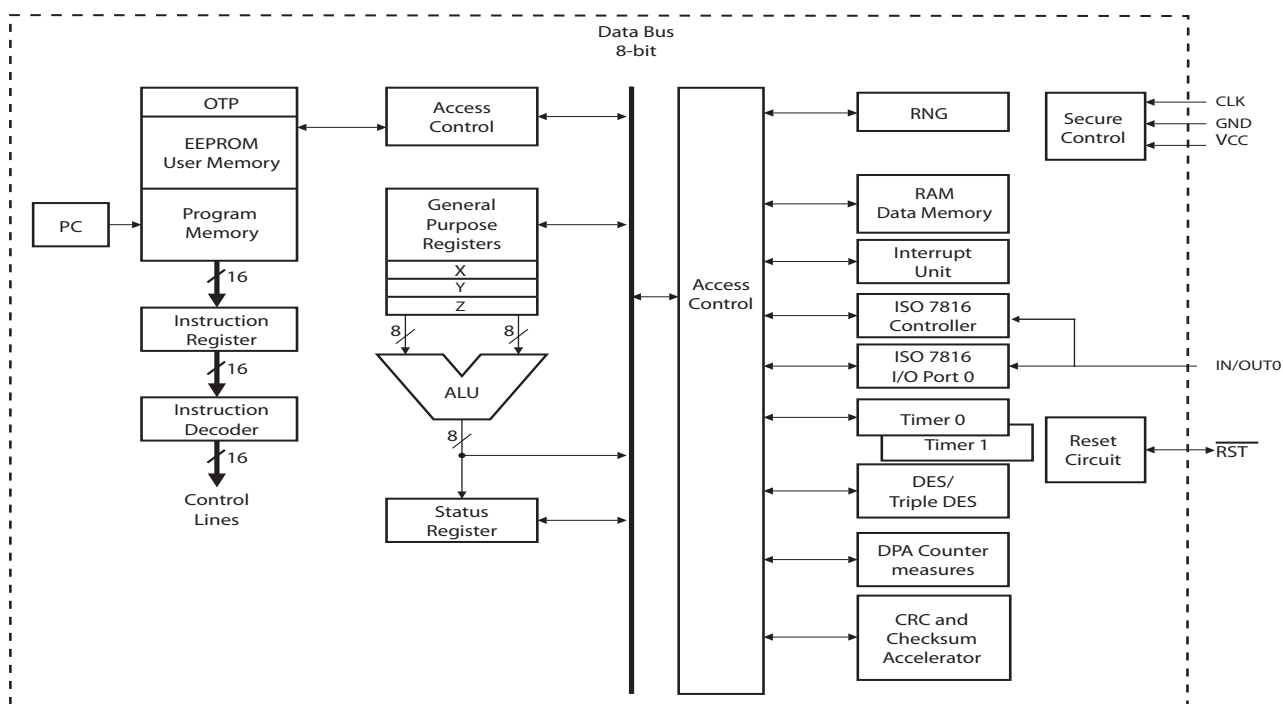 Data Bus
8-bit
OTP
EEPROM
User Memory
Program
Memory
PC
16
Instruction
Register
16
Instruction
Decoder
16
Control
Lines
Access
Control
General
Purpose
Registers
X
Y
Z
8
8
ALU
8
Status
Register
Access
Control
RNG
RAM
Data Memory
Interrupt
Unit
ISO 7816
Controller
ISO 7816
I/O Port 0
Timer 0
Timer 1
DES/
Triple DES
DPA Counter
measures
CRC and
Checksum
Accelerator
Secure
Control
CLK
GND
VCC
IN/OUT0
Reset
Circuit
RST